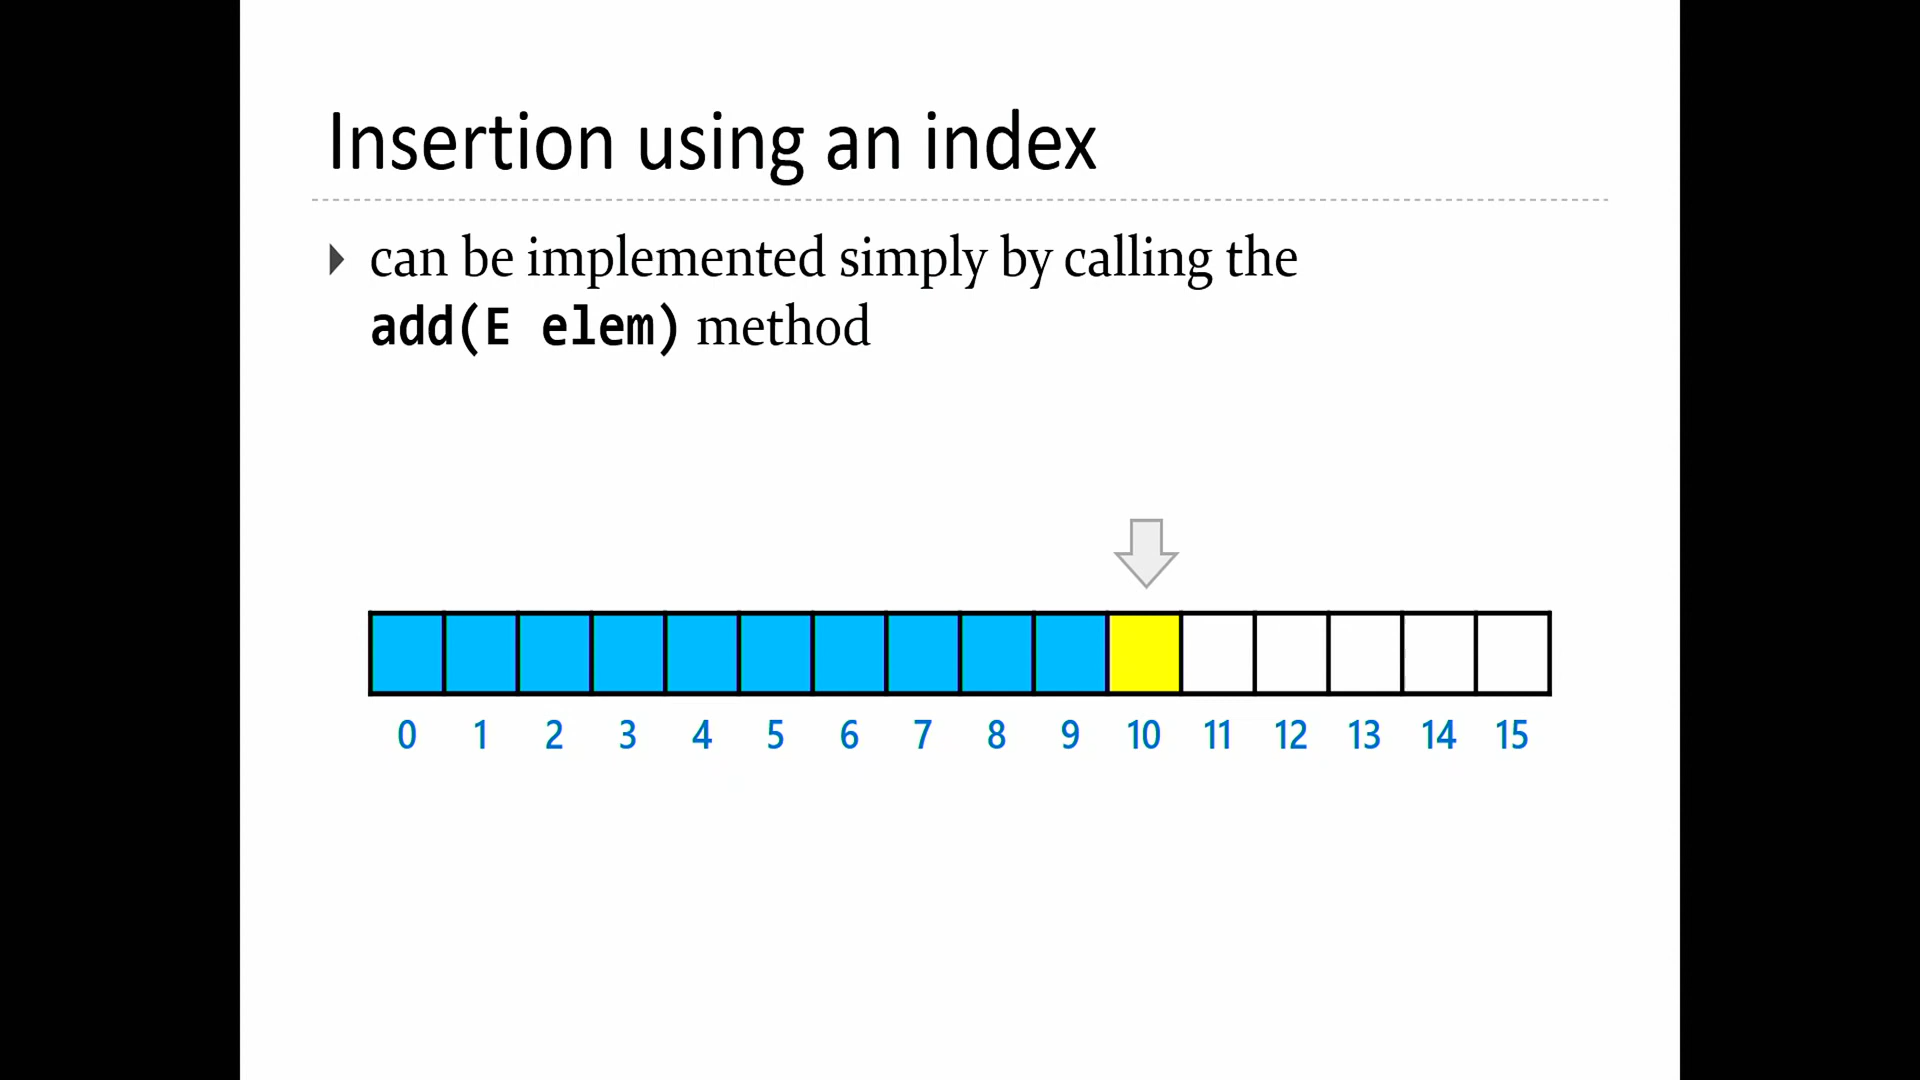 Insertion using an index
can be implemented simply by calling the
add(E elem) method
0 1 2 3 4 5 6 7 8 9 10 11 12 13 14 15